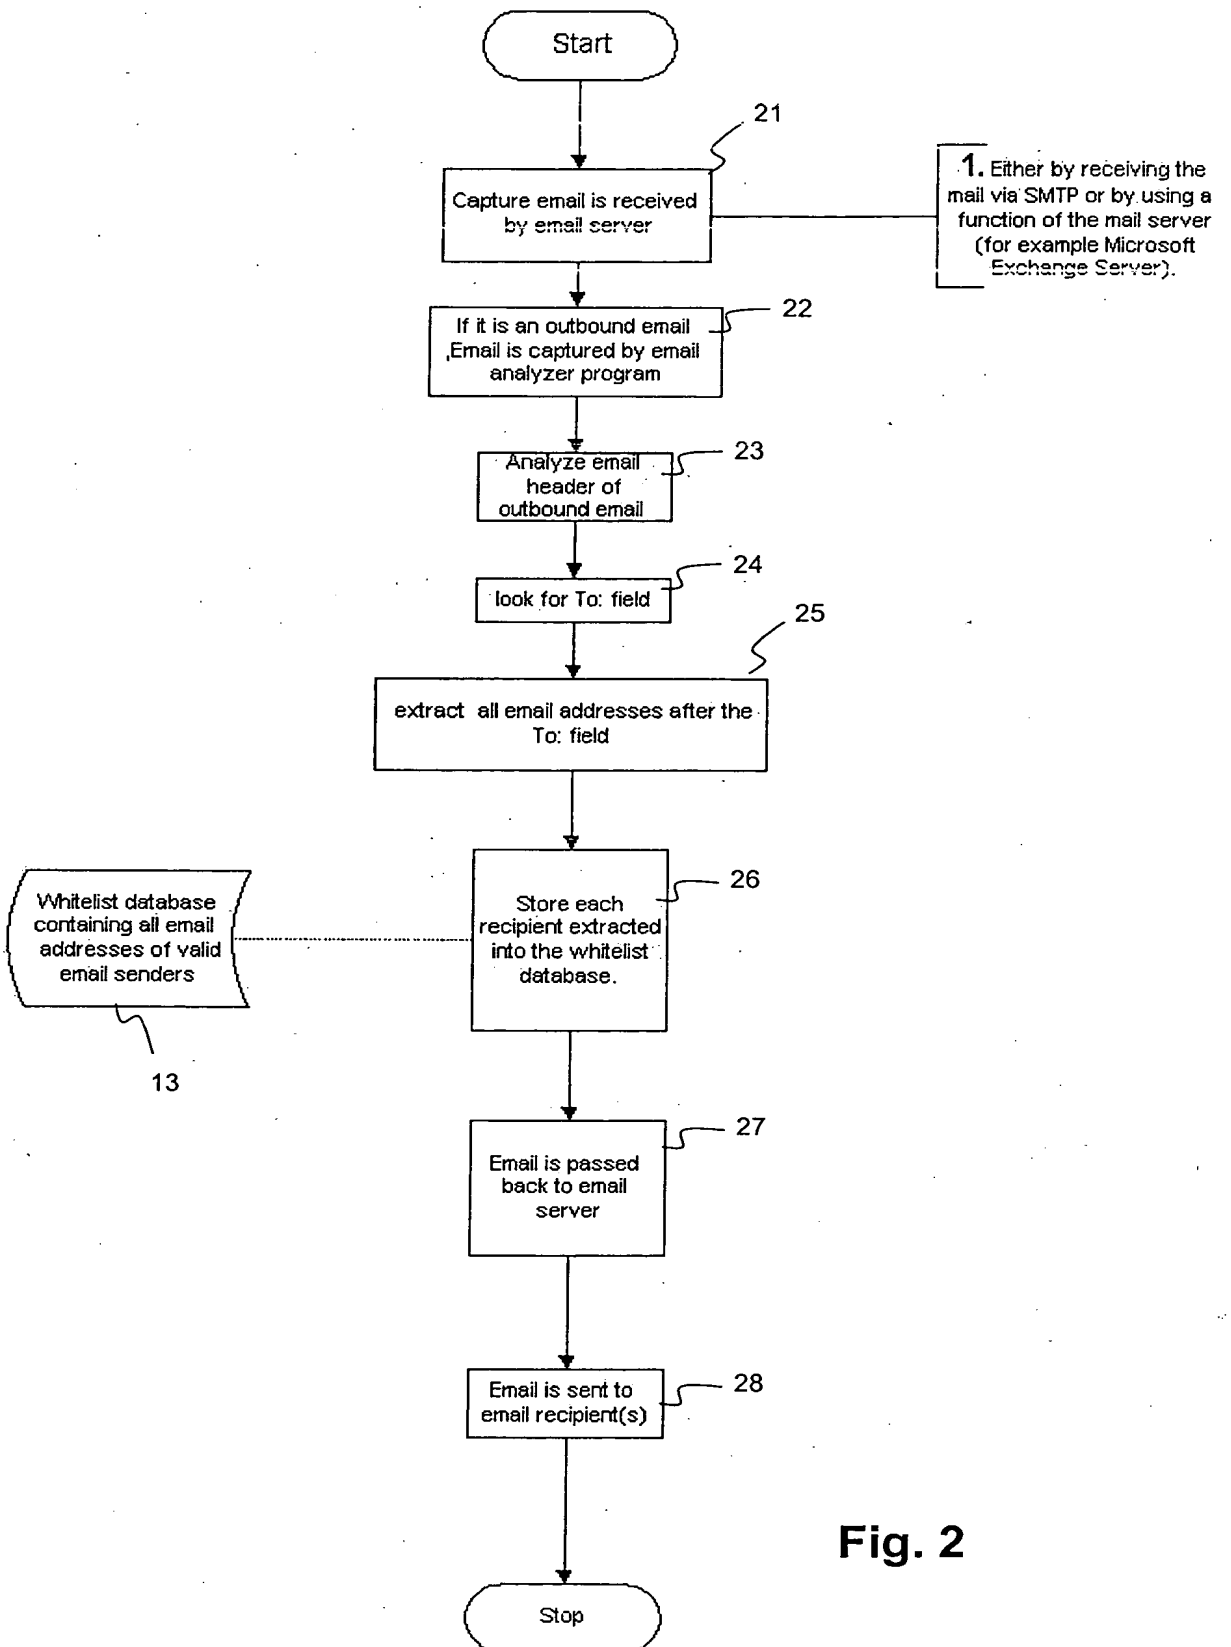 Start
21
Capture email is received
by email server
1. Either by receiving the
mail via SMTP or by using a
function of the mail server
(for example Microsoft
Exchange Server).
22
If it is an outbound email
,Email is captured by email
analyzer program
23
Analyze email
header of
outbound email
24
look for To: field
25
extract all email addresses after the
To: field
26
Store each
recipient extracted
into the whitelist
database.
Whitelist database
containing all email
addresses of valid
email senders
13
27
Email is passed
back to email
server
28
Email is sent to
email recipient(s)
Fig. 2
Stop